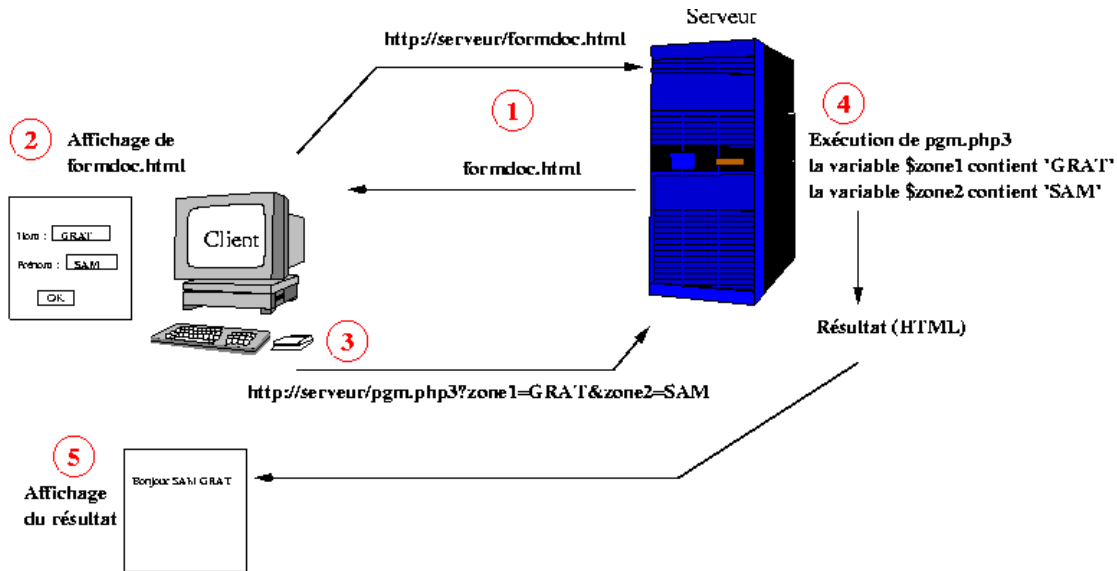 Serveur
http://serveur/formdoc.html
1
4
2
Affichage de
formdoc.html
Exécution de pgm.php3
la variable $zone1 contient 'GRAT'
la variable $zone2 contient 'SAM'
formdoc.html
Client
Nom : GRAT
Prénom : SAM
OK
3
Résultat (HTML)
http://serveur/pgm.php3?zone1=GRAT&zone2=SAM
5
Affichage
du résultat
Bonjour SAM GRAT